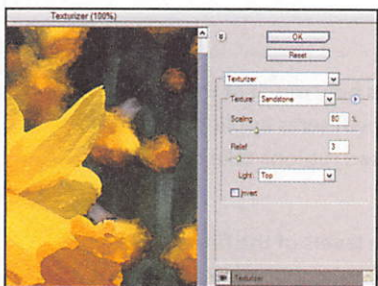 Texturizer (100%)
OK
Reset
Texturizer
Texture: Sandstone
Scaling 80 %
Relief 3
Light: Top
Invert
Texturizer